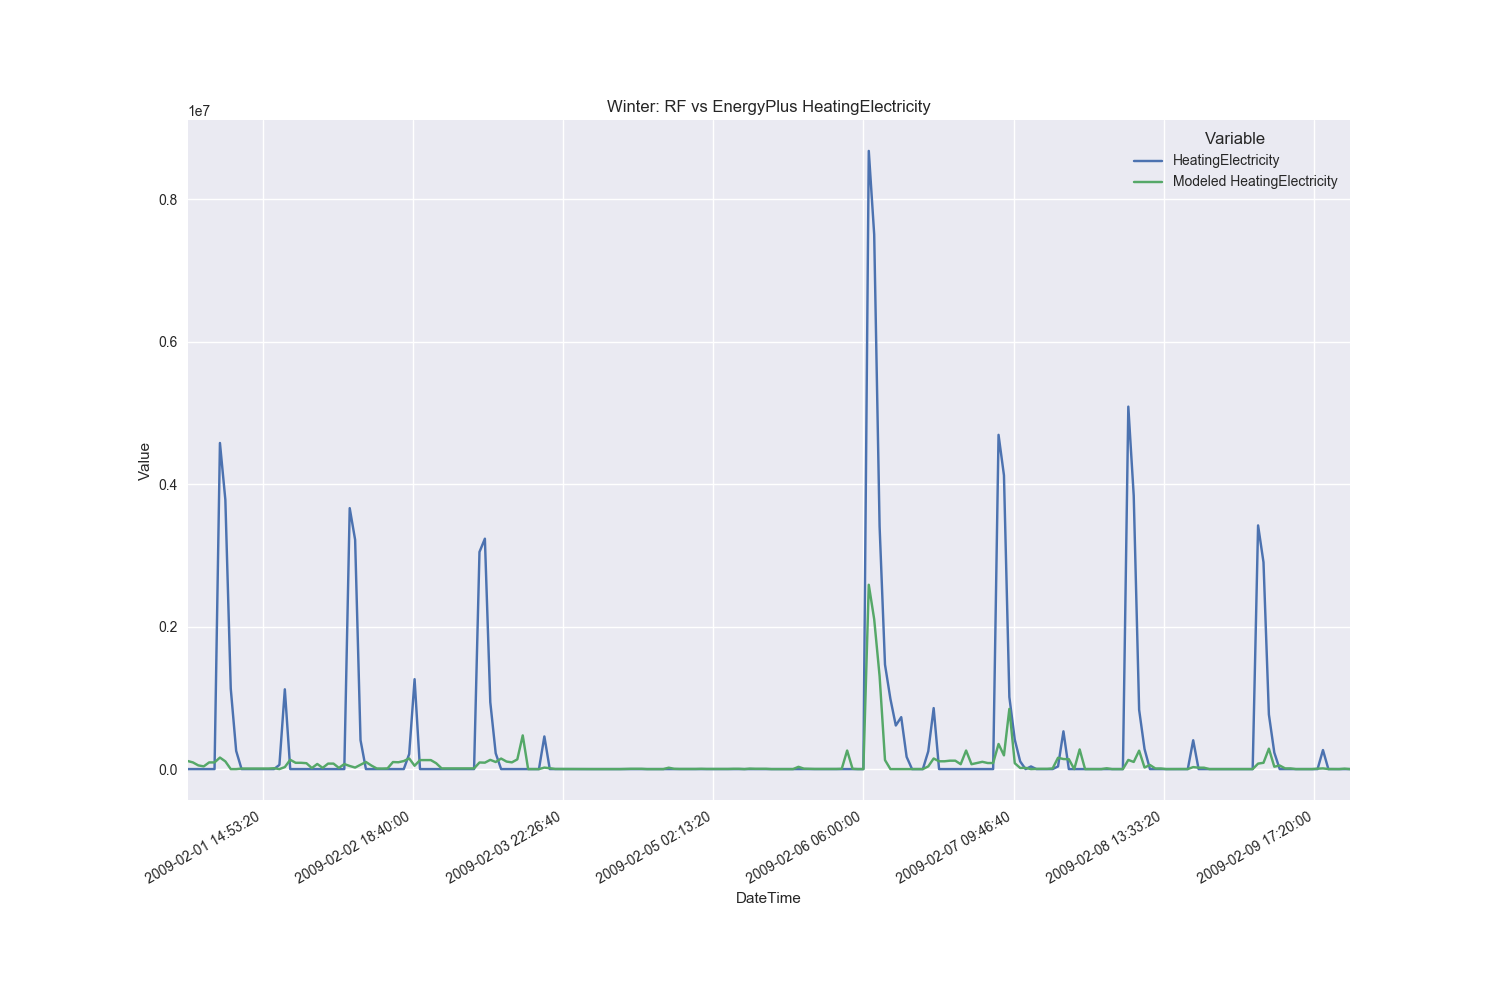 Winter: RF vs EnergyPlus HeatingElectricity
1e7
Variable
HeatingElectricity
Modeled HeatingElectricity
0.8
0.6
0.4
0.2
0.0
Value
2009-02-01 14:53:20
2009-02-02 18:40:00
2009-02-03 22:26:40
2009-02-05 02:13:20
2009-02-06 06:00:00
2009-02-07 09:46:40
2009-02-08 13:33:20
2009-02-09 17:20:00
DateTime